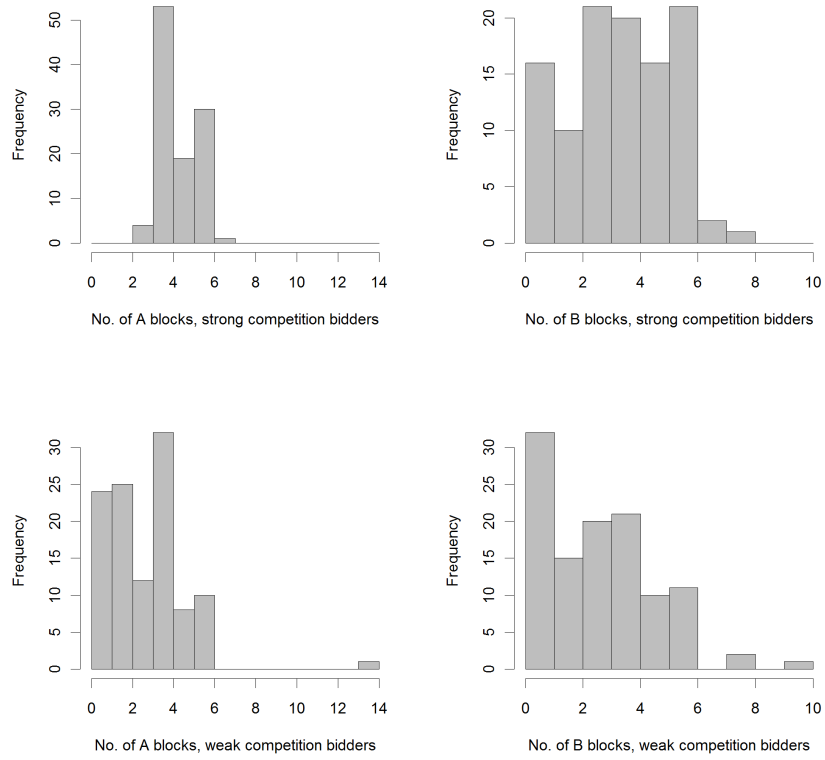 Frequency
50
40
30
20
10
0
0 2 4 6 8 10 12 14
No. of A blocks, strong competition bidders
Frequency
20
15
10
5
0
0 2 4 6 8 10
No. of B blocks, strong competition bidders
Frequency
30
25
20
15
10
5
0
0 2 4 6 8 10 12 14
No. of A blocks, weak competition bidders
Frequency
30
25
20
15
10
5
0
0 2 4 6 8 10
No. of B blocks, weak competition bidders